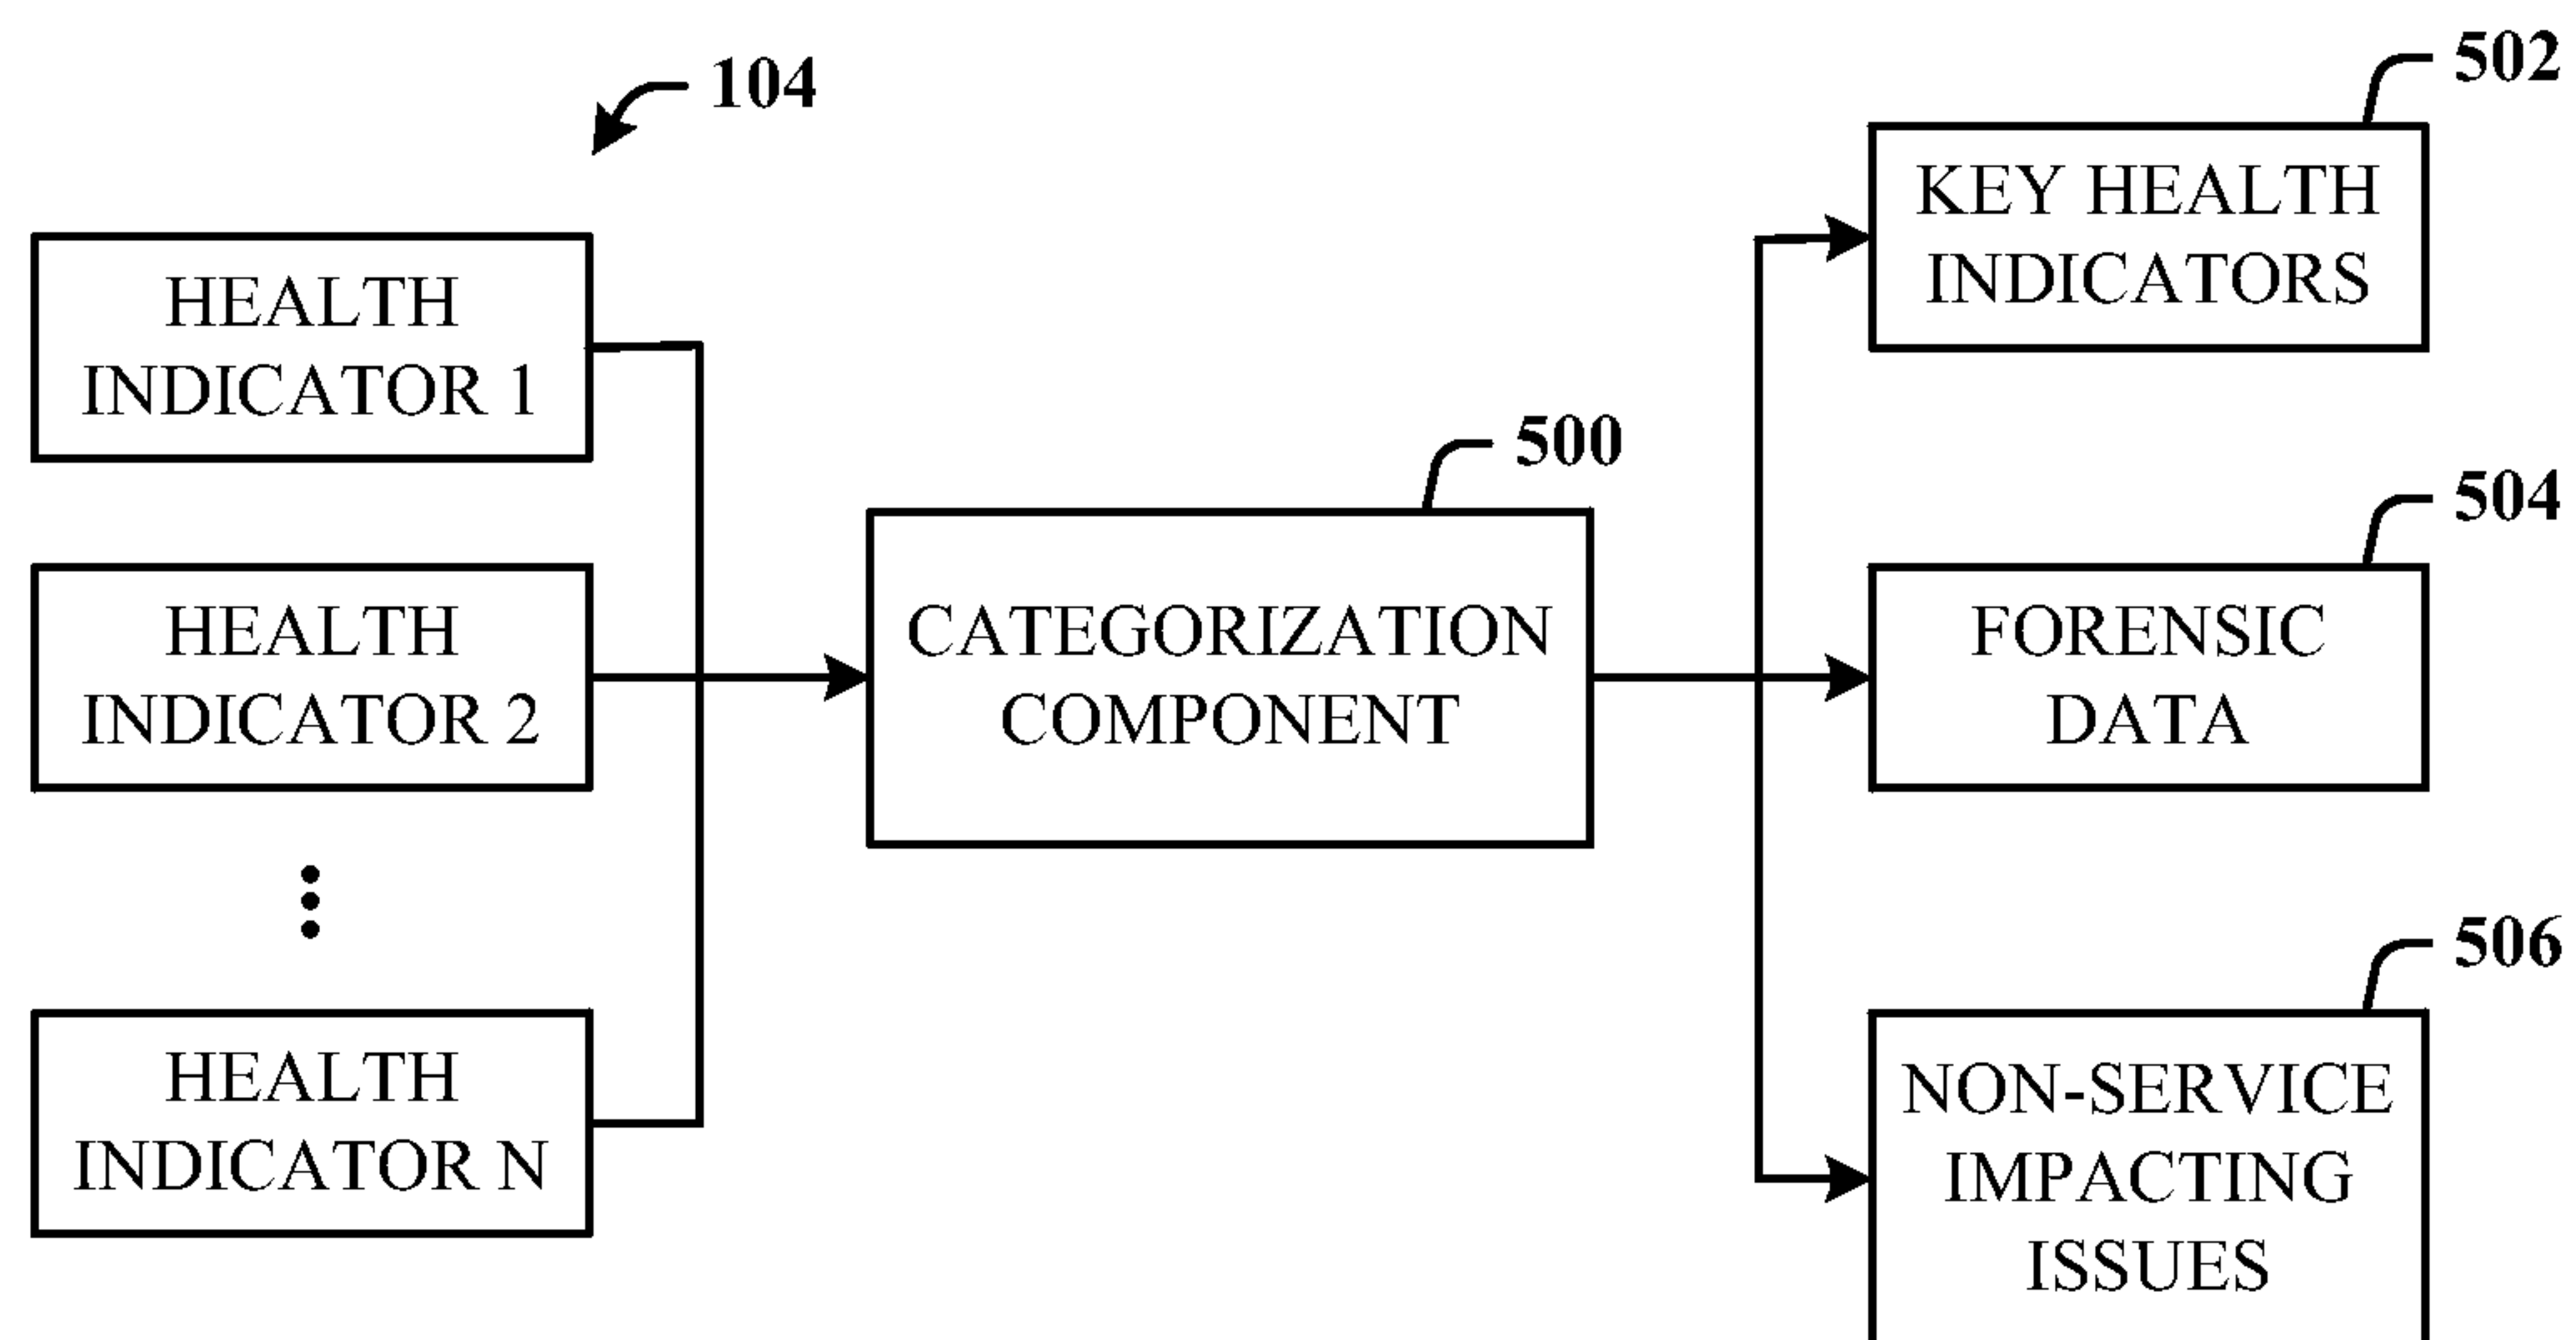 104
HEALTH
INDICATOR 1
HEALTH
INDICATOR 2
HEALTH
INDICATOR N
500
CATEGORIZATION
COMPONENT
502
KEY HEALTH
INDICATORS
504
FORENSIC
DATA
506
NON-SERVICE
IMPACTING
ISSUES